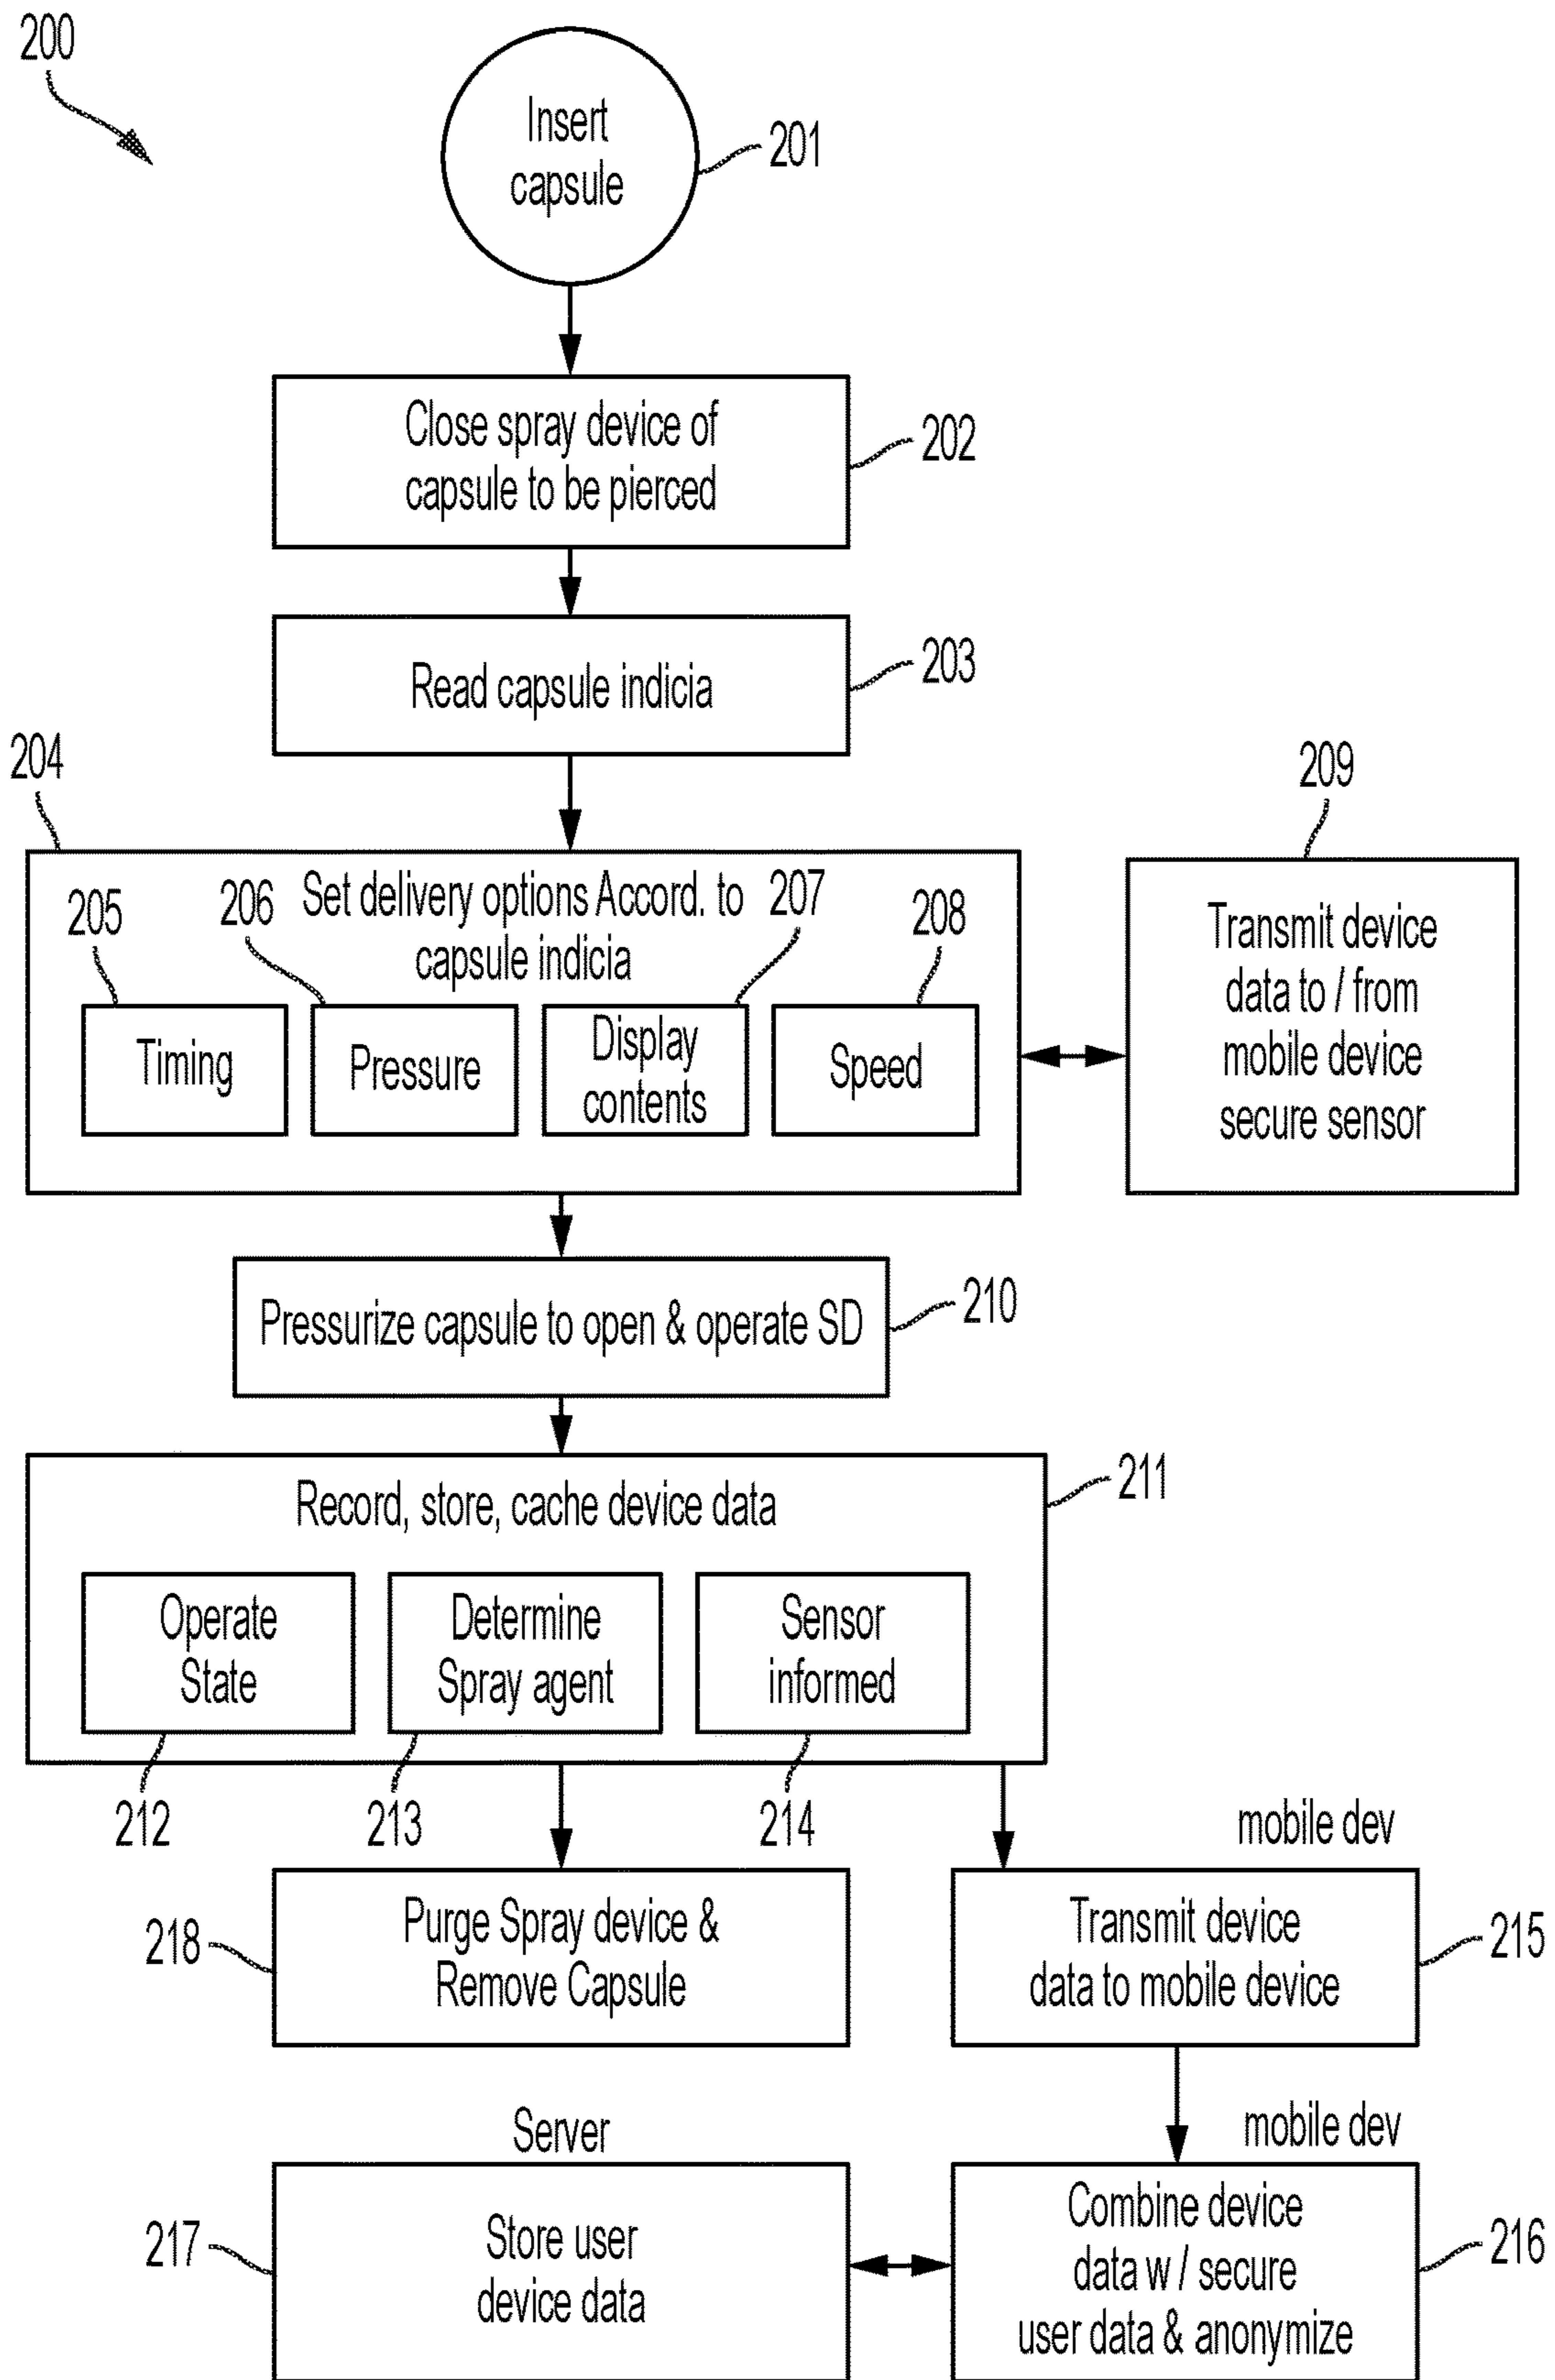 200
Insert
capsule
201
Close spray device of
capsule to be pierced
202
Read capsule indicia
203
204
209
Set delivery options Accord. to
capsule indicia
205
206
207
208
Timing
Pressure
Display
contents
Speed
Transmit device
data to / from
mobile device
secure sensor
Pressurize capsule to open & operate SD
210
Record, store, cache device data
211
Operate
State
Determine
Spray agent
Sensor
informed
212
213
214
mobile dev
Purge Spray device &
Remove Capsule
218
Transmit device
data to mobile device
215
Server
mobile dev
Store user
device data
217
Combine device
data w / secure
user data & anonymize
216